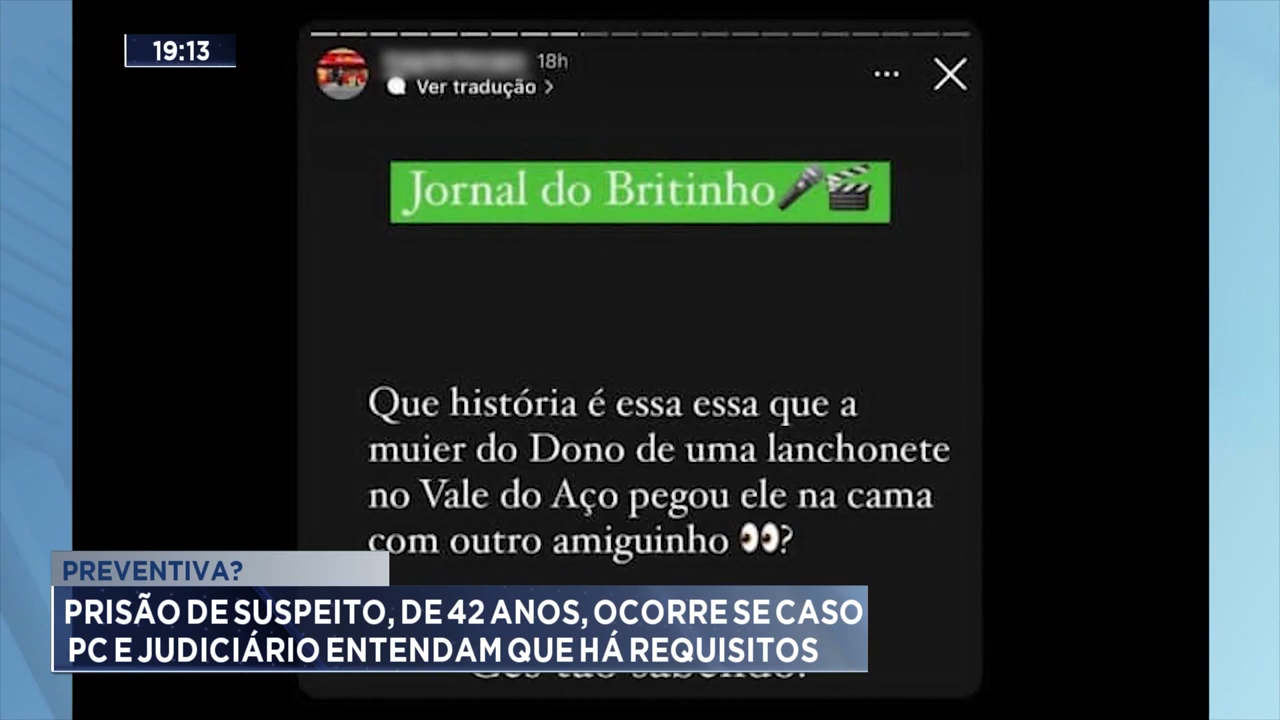 19:13
18h
Ver tradução >
Jornal do Britinho
Que história é essa essa que a
muier do Dono de uma lanchonete
no Vale do Aço pegou ele na cama
com outro amiguinho 👀?
PREVENTIVA?
PRISÃO DE SUSPEITO, DE 42 ANOS, OCORRE SE CASO
PC E JUDICIÁRIO ENTENDAM QUE HÁ REQUISITOS